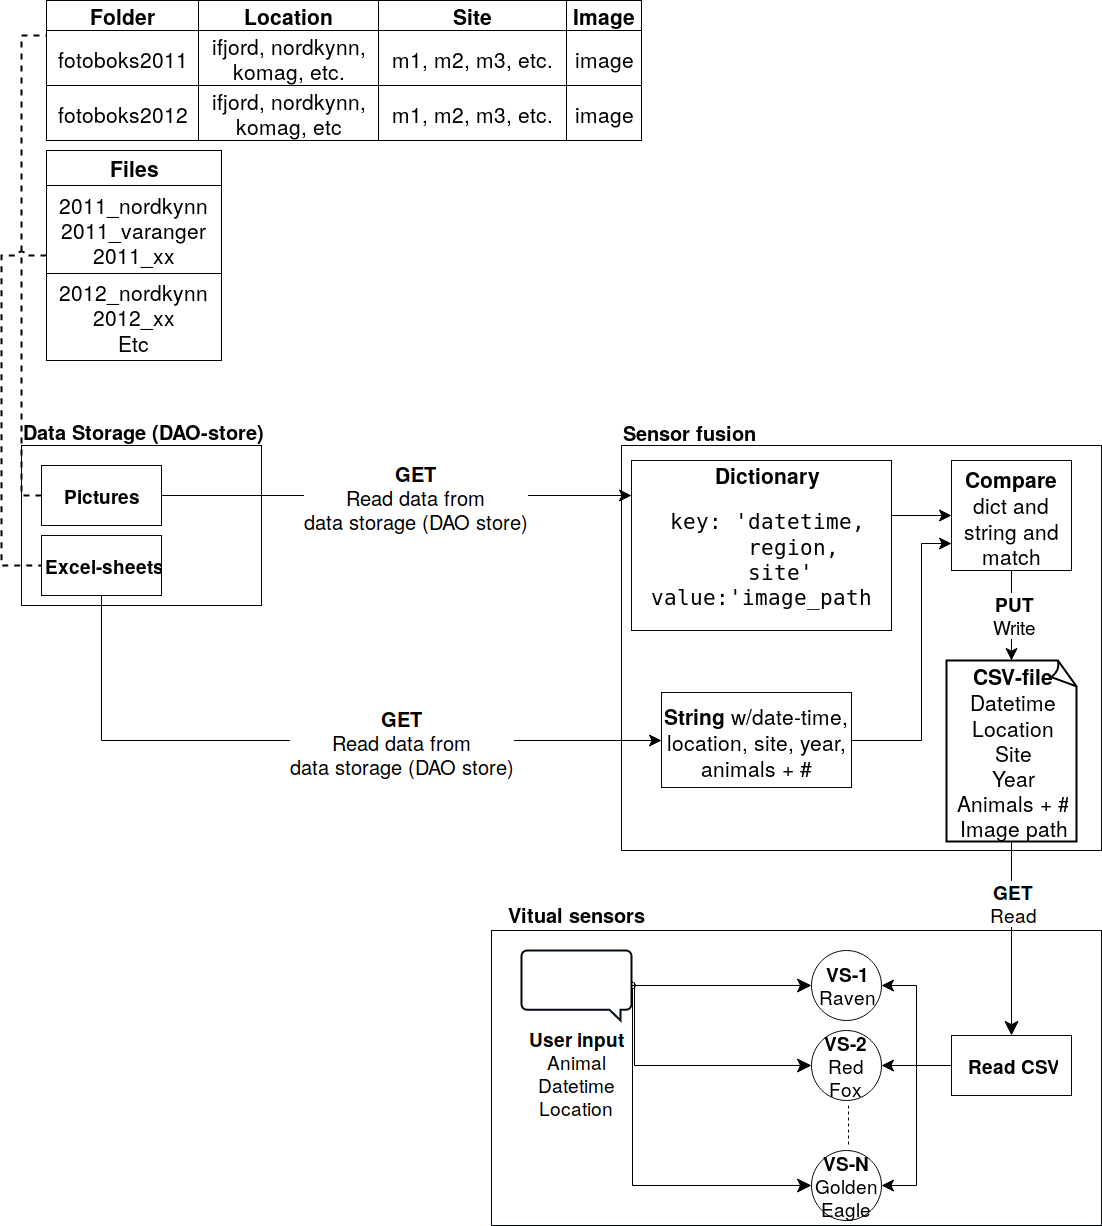 Folder Location Site Image
fotoboks2011 ifjord, nordkynn, komag, etc. m1, m2, m3, etc. image
fotoboks2012 ifjord, nordkynn, komag, etc m1, m2, m3, etc. image
Files
2011_nordkynn
2011_varanger
2011_xx
2012_nordkynn
2012_xx
Etc
Data Storage (DAO-store)
Pictures
Excel-sheets
GET
Read data from
data storage (DAO store)
GET
Read data from
data storage (DAO store)
Sensor fusion
Dictionary
key: 'datetime,
region,
site'
value:'image_path
String w/date-time,
location, site, year,
animals + #
Compare
dict and
string and
match
PUT
Write
CSV-file
Datetime
Location
Site
Year
Animals + #
Image path
GET
Read
Vitual sensors
User Input
Animal
Datetime
Location
VS-1
Raven
VS-2
Red
Fox
VS-N
Golden
Eagle
Read CSV